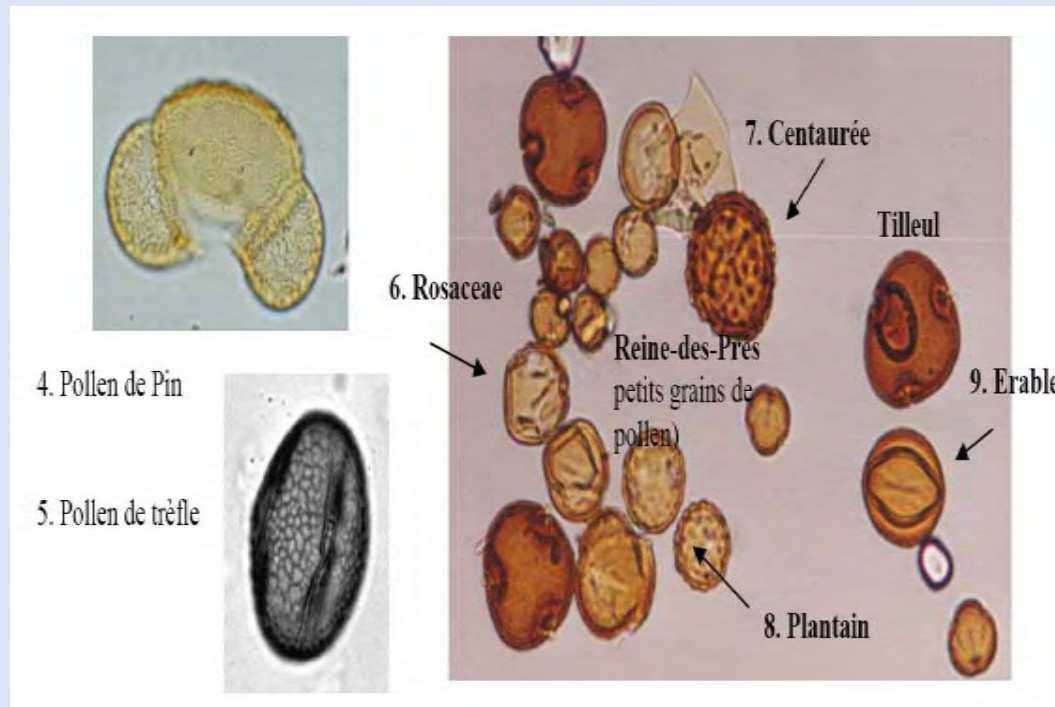 7. Centaurée
Tilleul
6. Rosaceae
Reine-des-Prés
petits grains de
pollen)
4. Pollen de Pin
9. Erable
5. Pollen de trèfle
8. Plantain